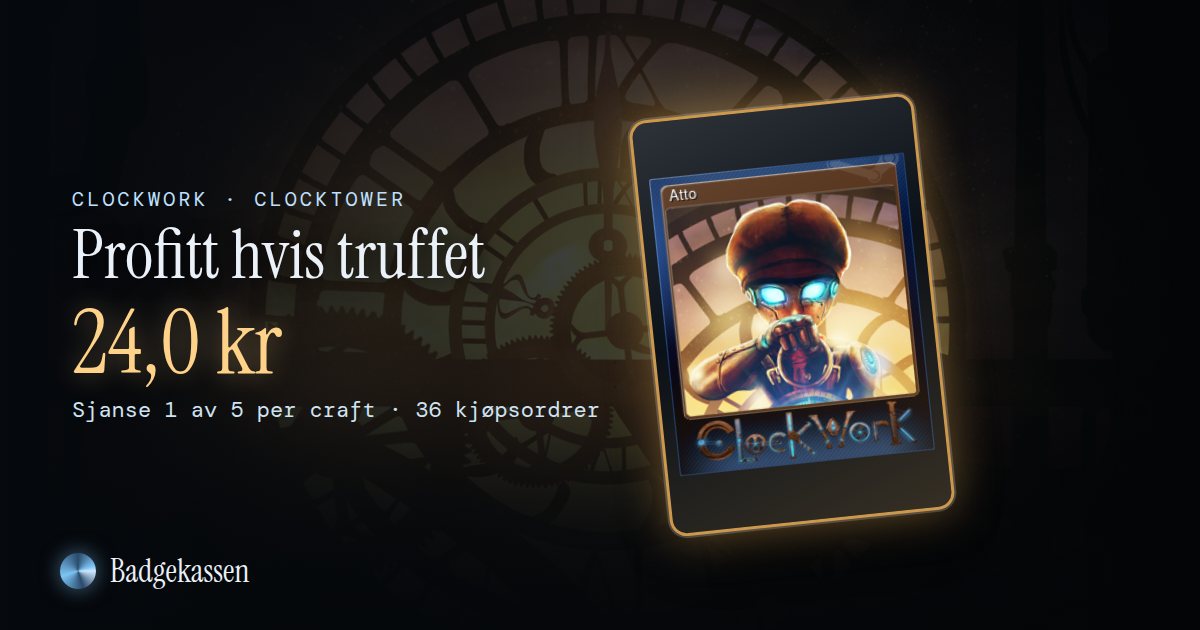 CLOCKWORK · CLOCKTOWER
Profitt hvis truffet
24,0 kr
Sjanse 1 av 5 per craft · 36 kjøpsordrer
Atto
ClockWork
Badgekassen